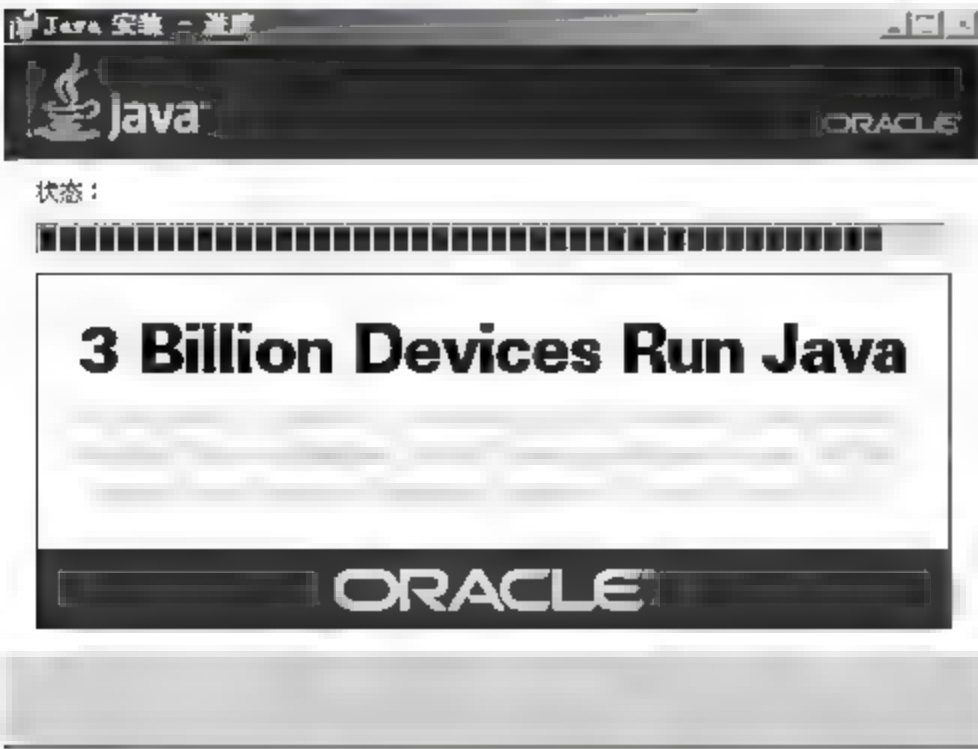 Java 安装 - 进度
Java
ORACLE
状态：
3 Billion Devices Run Java
ORACLE